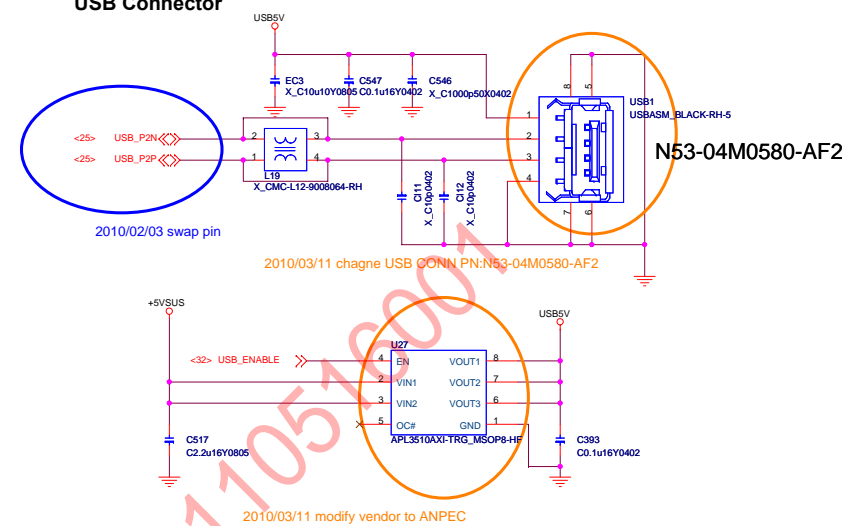 USB Connector
USB5V
EC3
X_C10u10Y0805
C547
C0.1u16Y0402
C546
X_C1000p50X0402
8
5
USB1
USBASM_BLACK-RH-5
1
2
3
4
7
6
N53-04M0580-AF2
<25> USB_P2N
<25> USB_P2P
2
3
1
4
L19
X_CMC-L12-9008064-RH
CI11
X_C10p0402
CI12
X_C10p0402
2010/02/03 swap pin
2010/03/11 chagne USB CONN PN:N53-04M0580-AF2
+5VSUS
USB5V
U27
<32> USB_ENABLE
4 EN VOUT1 8
2 VIN1 VOUT2 7
3 VIN2 VOUT3 6
5 OC# GND 1
APL3510AXI-TRG_MSOP8-HF
C517
C2.2u16Y0805
C393
C0.1u16Y0402
2010/03/11 modify vendor to ANPEC